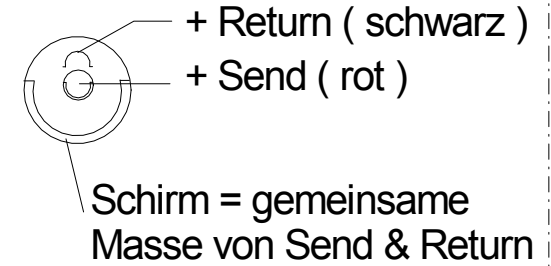 + Return ( schwarz )
+ Send ( rot )
Schirm = gemeinsame
Masse von Send & Return